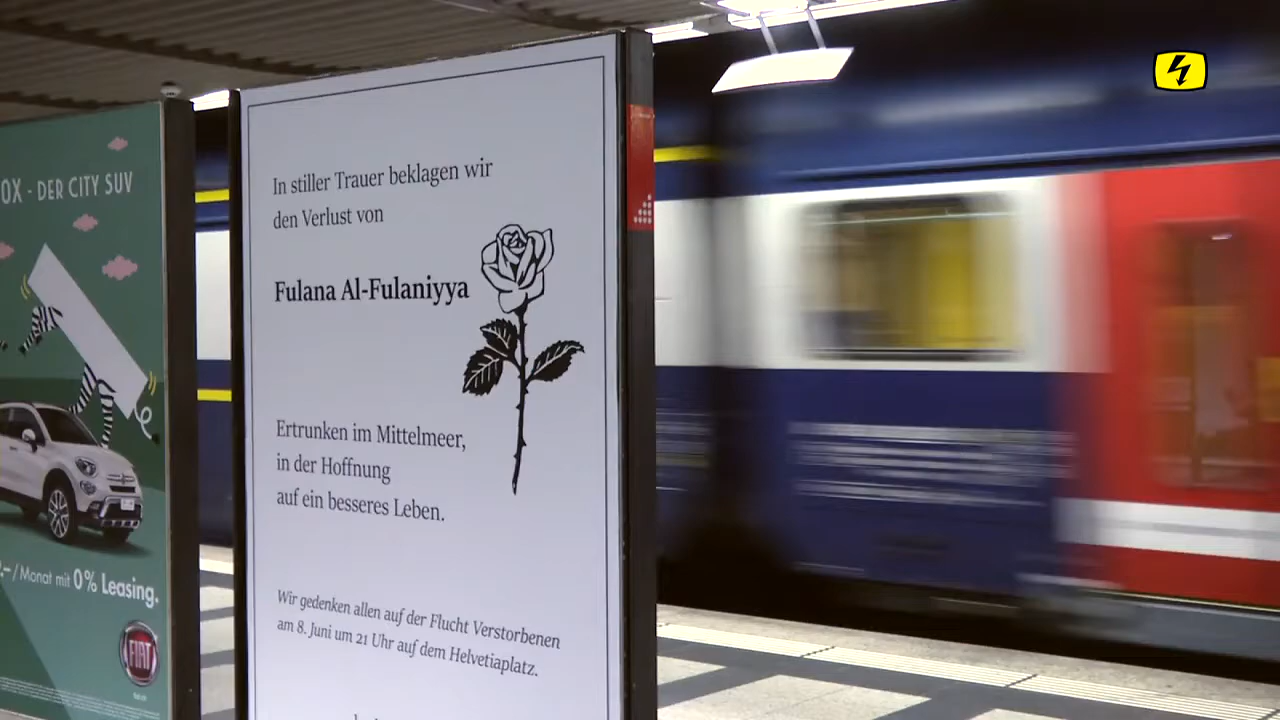 OX - DER CITY SUV
.–/Monat mit 0% Leasing.
FIAT
In stiller Trauer beklagen wir
den Verlust von
Fulana Al-Fulaniyya
Ertrunken im Mittelmeer,
in der Hoffnung
auf ein besseres Leben.
Wir gedenken allen auf der Flucht Verstorbenen
am 8. Juni um 21 Uhr auf dem Helvetiaplatz.